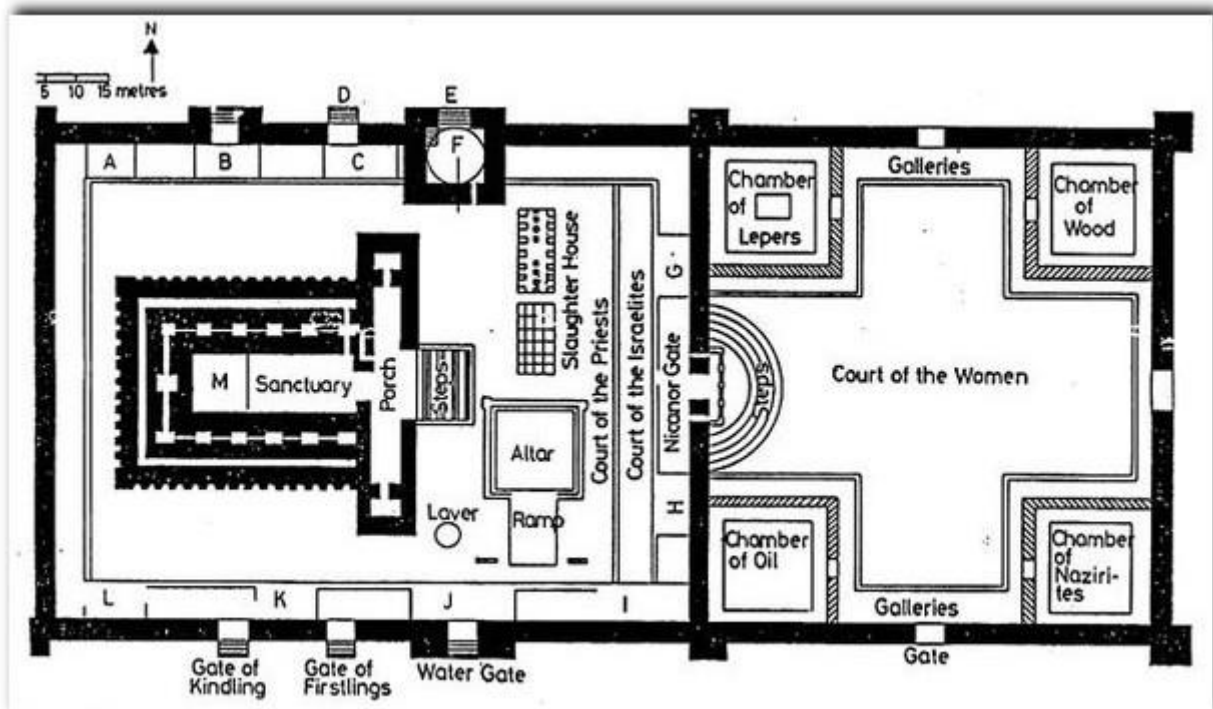 N
5 10 15 metres
D
E
A
B
C
F
Galleries
Chamber
of
Lepers
Chamber
of
Wood
Slaughter House
Court of the Priests
Court of the Israelites
G
M
Sanctuary
Porch
Steps
Nicanor Gate
Steps
Court of the Women
Altar
Laver
Ramp
H
Chamber
of Oil
Chamber
of
Naziri-
tes
L
K
J
I
Galleries
Gate of
Kindling
Gate of
Firstlings
Water Gate
Gate